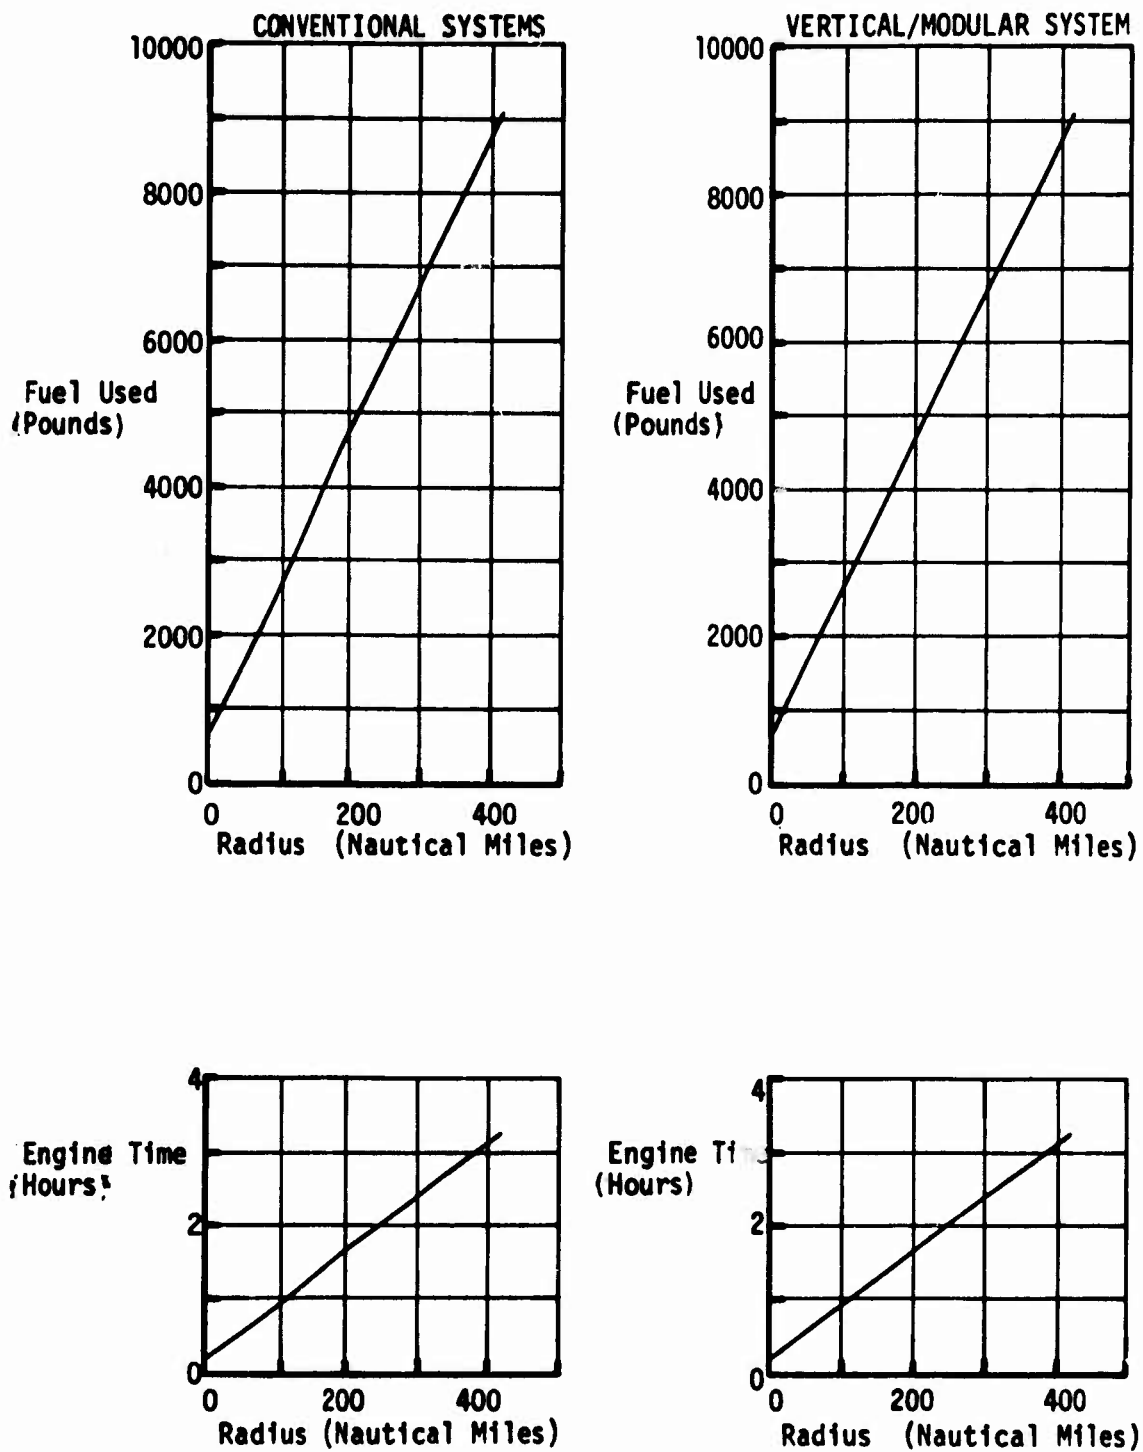 CONVENTIONAL SYSTEMS
10000
8000
6000
Fuel Used
(Pounds)
4000
2000
0
0 200 400
Radius (Nautical Miles)
VERTICAL/MODULAR SYSTEM
10000
8000
6000
Fuel Used
(Pounds)
4000
2000
0
0 200 400
Radius (Nautical Miles)
4
Engine Time
(Hours)
2
0
0 200 400
Radius (Nautical Miles)
4
Engine
(Hours)
2
0
0 200 400
Radius (Nautical Miles)